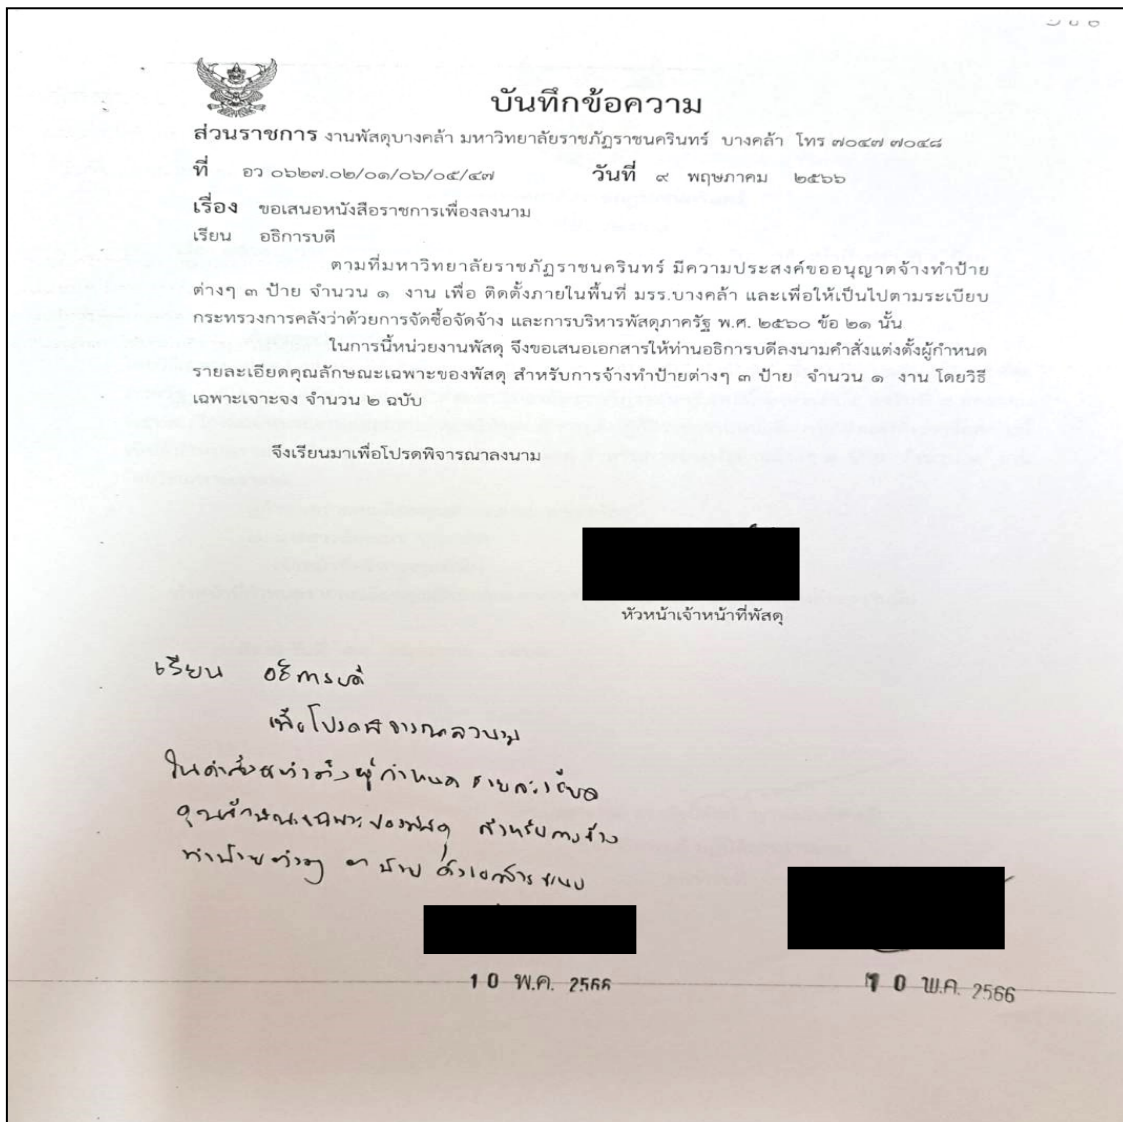 บันทึกข้อความ
ส่วนราชการ งานพัสดุบางคล้า มหาวิทยาลัยราชภัฏราชนครินทร์ บางคล้า โทร ๗๐๔๗ ๗๐๔๘
ที่ อว ๐๖๒๗.๐๒/๐๑/๐๖/๐๕/๔๗ วันที่ ๙ พฤษภาคม ๒๕๖๖
เรื่อง ขอเสนอหนังสือราชการเพื่องลงนาม
เรียน อธิการบดี
ตามที่มหาวิทยาลัยราชภัฏราชนครินทร์ มีความประสงค์ขออนุญาตจ้างทำป้าย
ต่างๆ ๓ ป้าย จำนวน ๑ งาน เพื่อ ติดตั้งภายในพื้นที่ มรร.บางคล้า และเพื่อให้เป็นไปตามระเบียบ
กระทรวงการคลังว่าด้วยการจัดซื้อจัดจ้าง และการบริหารพัสดุภาครัฐ พ.ศ. ๒๕๖๐ ข้อ ๒๑ นั้น
ในการนี้หน่วยงานพัสดุ จึงขอเสนอเอกสารให้ท่านอธิการบดีลงนามคำสั่งแต่งตั้งผู้กำหนด
รายละเอียดคุณลักษณะเฉพาะของพัสดุ สำหรับการจ้างทำป้ายต่างๆ ๓ ป้าย จำนวน ๑ งาน โดยวิธี
เฉพาะเจาะจง จำนวน ๒ ฉบับ
จึงเรียนมาเพื่อโปรดพิจารณาลงนาม
หัวหน้าเจ้าหน้าที่พัสดุ
เรียน อธิการบดี
เพื่อโปรดพิจารณาลงนาม
ในคำสั่งแต่งตั้งผู้กำหนด รายละเอียด
คุณลักษณะเฉพาะของพัสดุ สำหรับการจ้าง
ทำป้ายต่างๆ ๓ ป้าย ดังเอกสารแนบ
10 พ.ค. 2566 10 พ.ค. 2566